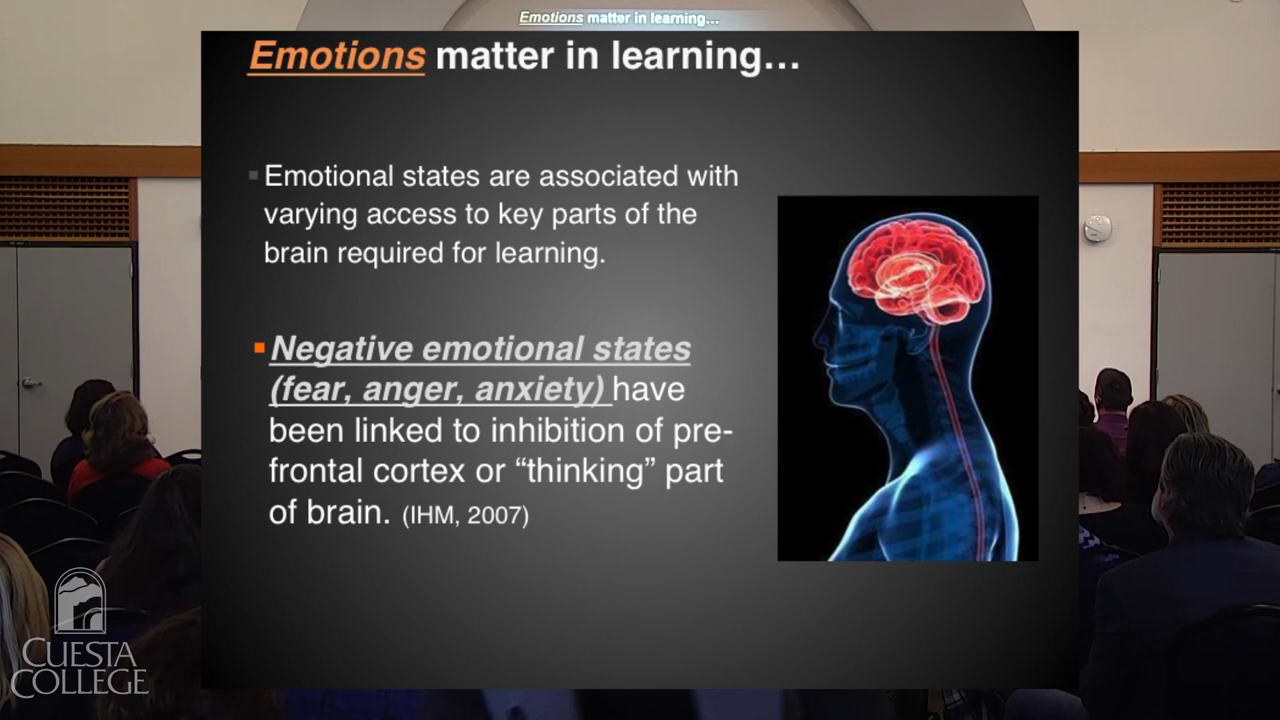 Emotions matter in learning...
Emotions matter in learning...
Emotional states are associated with
varying access to key parts of the
brain required for learning.
Negative emotional states
(fear, anger, anxiety) have
been linked to inhibition of pre-
frontal cortex or “thinking” part
of brain. (IHM, 2007)
CUESTA
COLLEGE